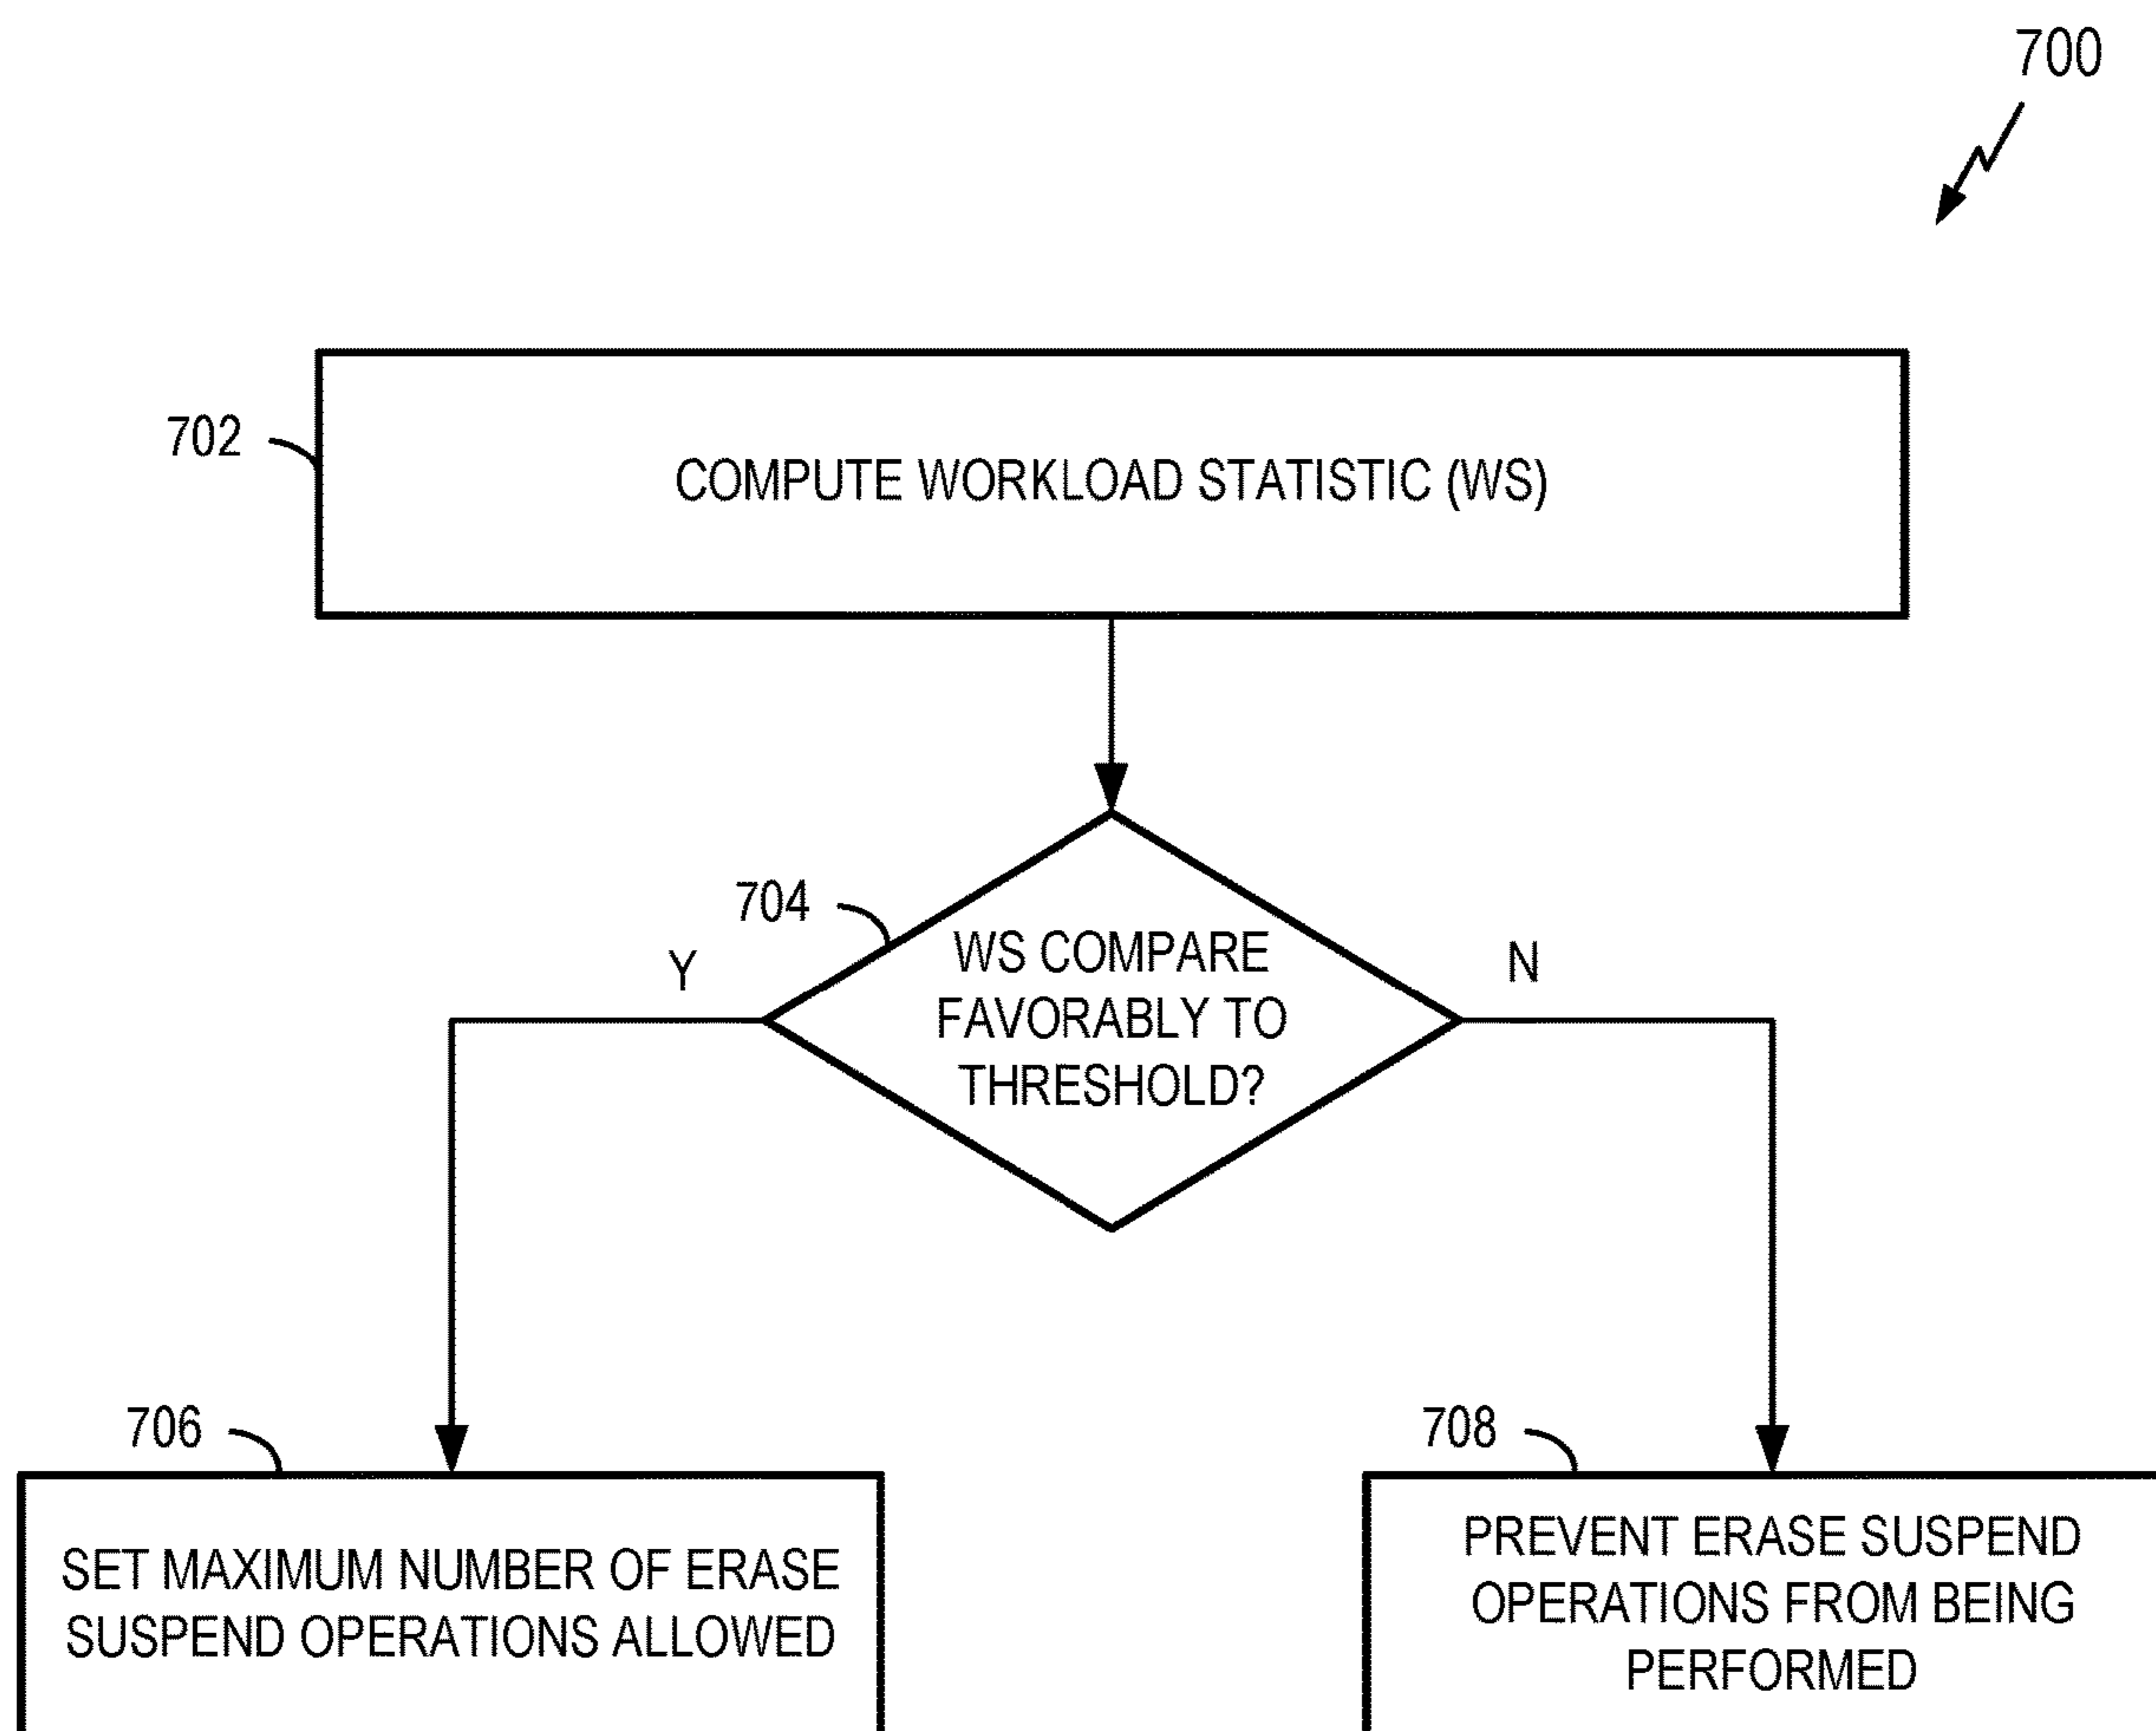 700
702
COMPUTE WORKLOAD STATISTIC (WS)
704
Y
WS COMPARE
FAVORABLY TO
THRESHOLD?
N
706
SET MAXIMUM NUMBER OF ERASE
SUSPEND OPERATIONS ALLOWED
708
PREVENT ERASE SUSPEND
OPERATIONS FROM BEING
PERFORMED